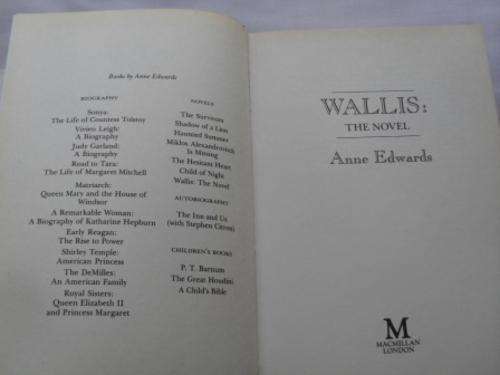 Books by Anne Edwards
BIOGRAPHY
Sonya:
The Life of Countess Tolstoy
Vivien Leigh:
A Biography
Judy Garland:
A Biography
Road to Tara:
The Life of Margaret Mitchell
Matriarch:
Queen Mary and the House of
Windsor
A Remarkable Woman:
A Biography of Katharine Hepburn
Early Reagan:
The Rise to Power
Shirley Temple:
American Princess
The DeMilles:
An American Family
Royal Sisters:
Queen Elizabeth II
and Princess Margaret
NOVELS
The Survivors
Shadow of a Lion
Haunted Summer
Miklos Alexandrovitch
Is Missing
The Hesitant Heart
Child of Night
Wallis: The Novel
AUTOBIOGRAPHY
The Inn and Us
(with Stephen Citron)
CHILDREN'S BOOKS
P. T. Barnum
The Great Houdini
A Child's Bible
WALLIS:
THE NOVEL
Anne Edwards
M
MACMILLAN
LONDON